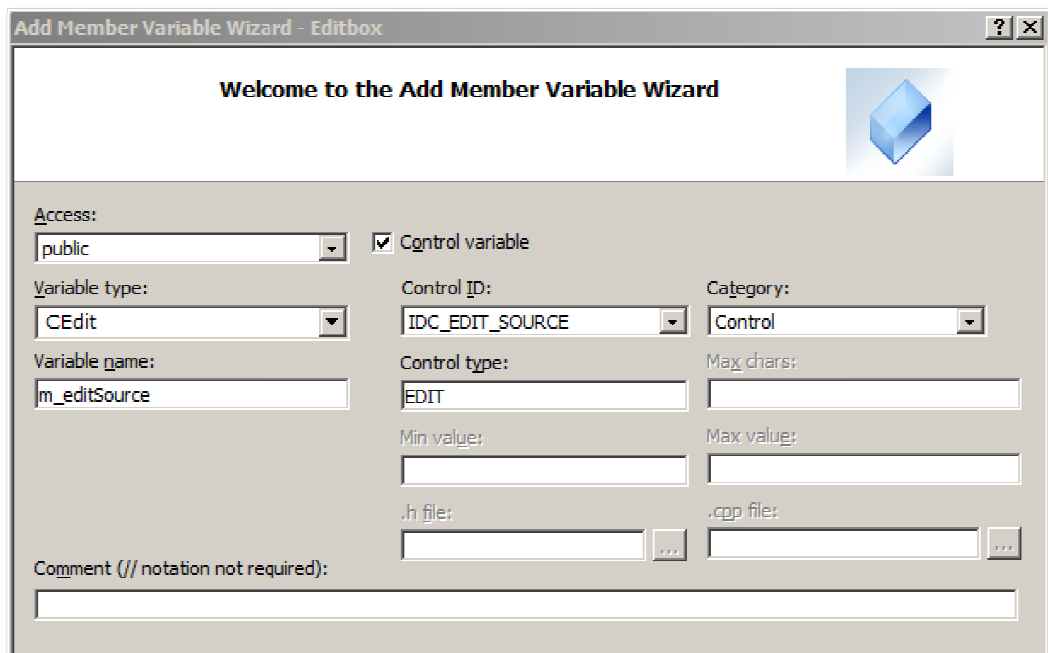 Add Member Variable Wizard - Editbox
Welcome to the Add Member Variable Wizard
Access:
public
Control variable
Variable type:
Control ID:
Category:
CEdit
IDC_EDIT_SOURCE
Control
Variable name:
Control type:
Max chars:
m_editSource
EDIT
Min value:
Max value:
.h file:
.cpp file:
...
...
Comment (// notation not required):